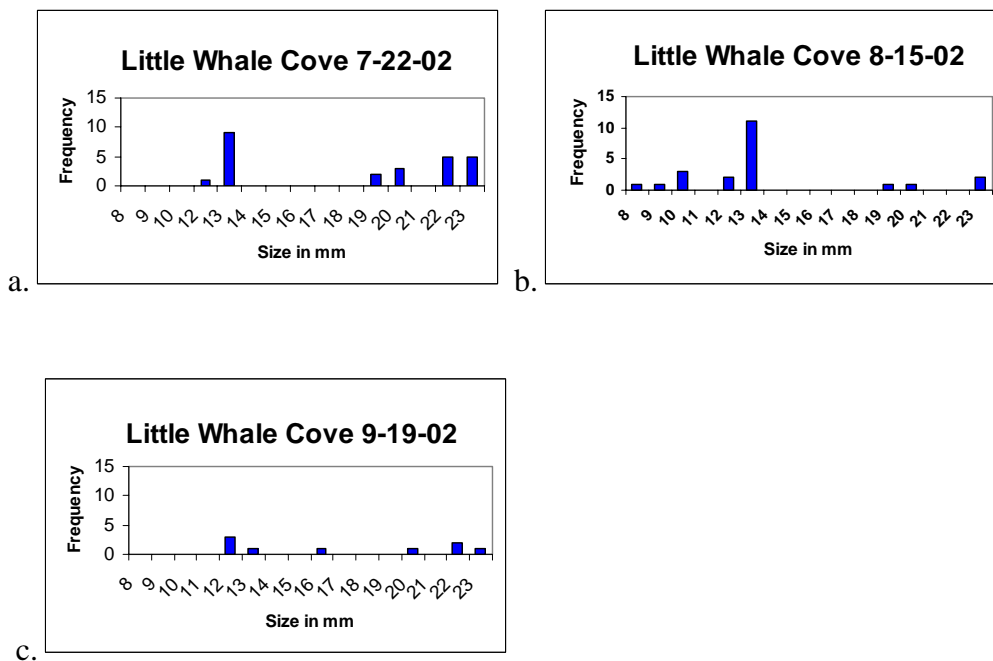 Little Whale Cove 7-22-02
15
10
5
0
Frequency
8 9 10 12 13 14 15 16 17 18 19 20 21 22 23
Size in mm
a.
Little Whale Cove 8-15-02
15
10
5
0
Frequency
8 9 10 12 13 14 15 16 17 18 19 20 21 22 23
Size in mm
b.
Little Whale Cove 9-19-02
15
10
5
0
Frequency
8 9 10 11 12 13 14 15 16 17 18 19 20 21 22 23
Size in mm
c.